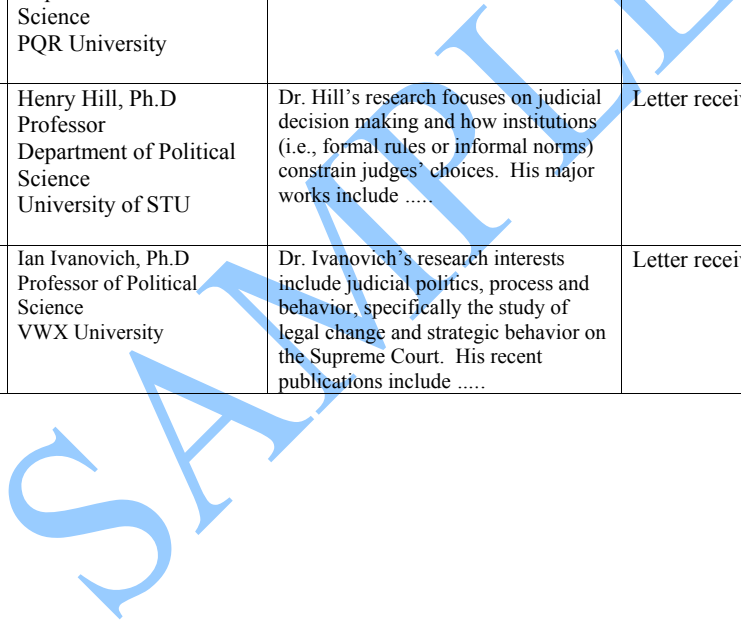 Science
PQR University
Henry Hill, Ph.D
Professor
Department of Political
Science
University of STU
Dr. Hill’s research focuses on judicial
decision making and how institutions
(i.e., formal rules or informal norms)
constrain judges’ choices.  His major
works include .....
Letter
Ian Ivanovich, Ph.D
Professor of Political
Science
VWX University
Dr. Ivanovich’s research interests
include judicial politics, process and
behavior, specifically the study of
legal change and strategic behavior on
the Supreme Court.  His recent
publications include .....
Letter
SAMPLE